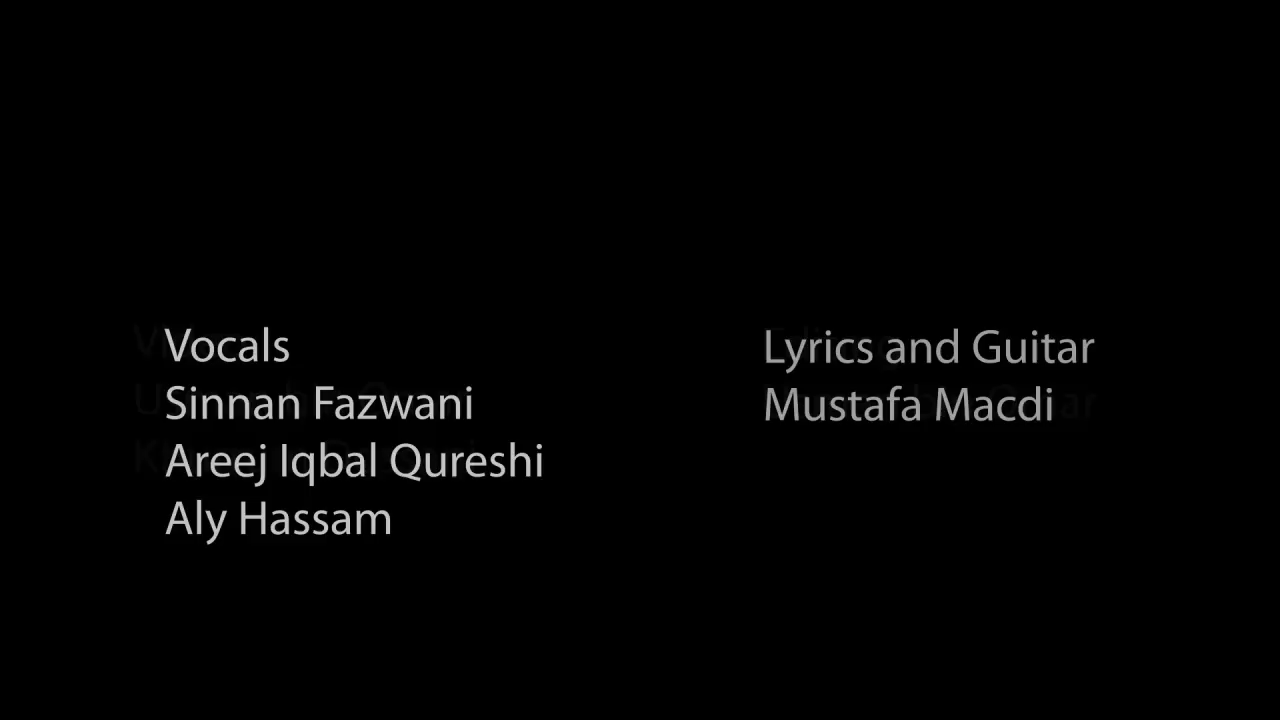 Vocals
Sinnan Fazwani
Areej Iqbal Qureshi
Aly Hassam
Lyrics and Guitar
Mustafa Macdi